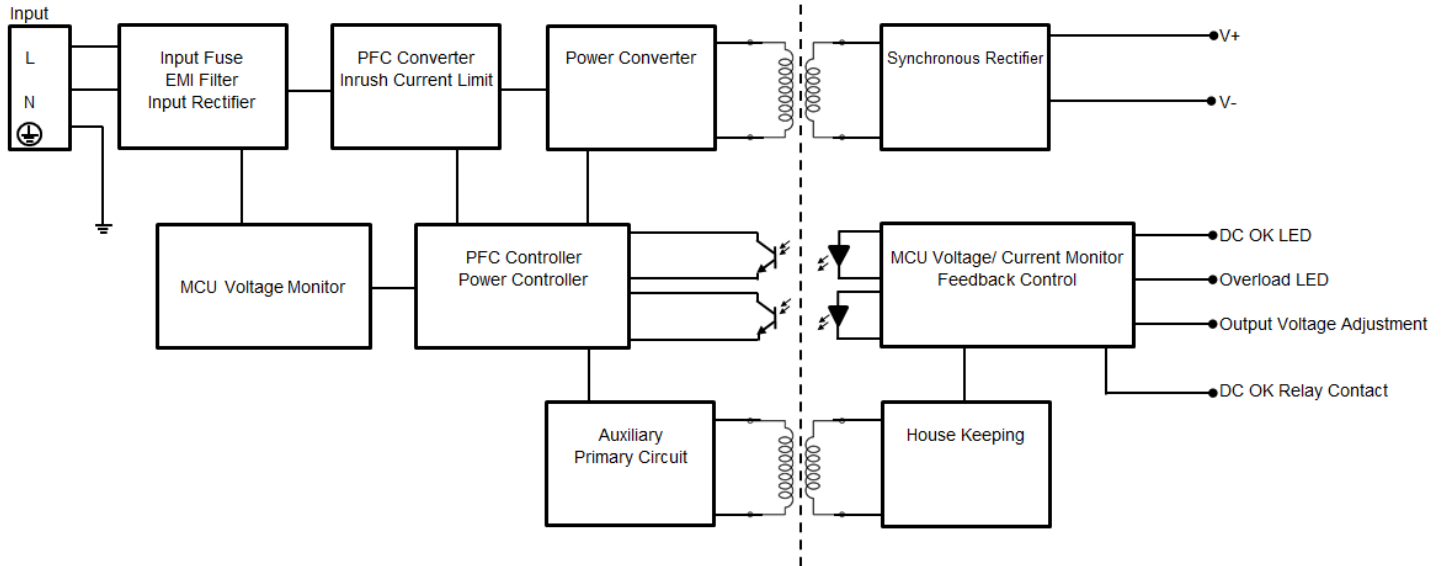 Input
L
N
Input Fuse
EMI Filter
Input Rectifier
PFC Converter
Inrush Current Limit
Power Converter
Synchronous Rectifier
V+
V-
MCU Voltage Monitor
PFC Controller
Power Controller
MCU Voltage/ Current Monitor
Feedback Control
DC OK LED
Overload LED
Output Voltage Adjustment
DC OK Relay Contact
Auxiliary
Primary Circuit
House Keeping